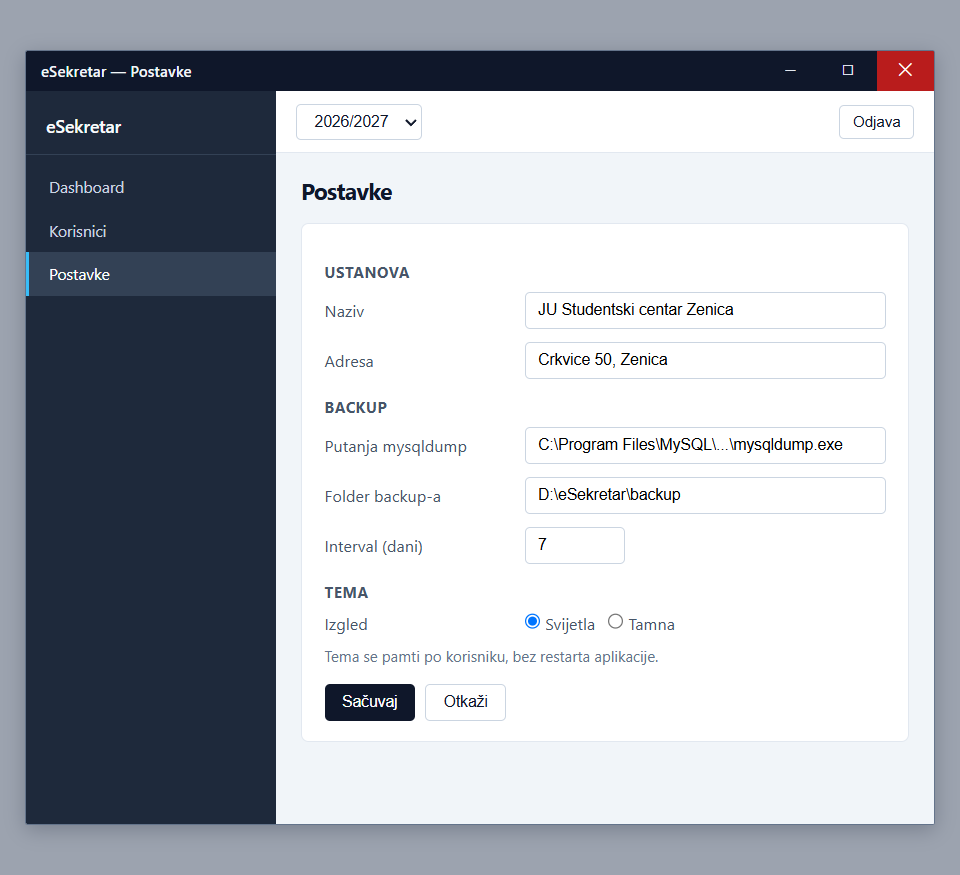 eSekretar — Postavke
eSekretar
Dashboard
Korisnici
Postavke
2026/2027
Odjava
Postavke
USTANOVA
Naziv
JU Studentski centar Zenica
Adresa
Crkvice 50, Zenica
BACKUP
Putanja mysqldump
C:\Program Files\MySQL\...\mysqldump.exe
Folder backup-a
D:\eSekretar\backup
Interval (dani)
7
TEMA
Izgled
Svijetla Tamna
Tema se pamti po korisniku, bez restarta aplikacije.
Sačuvaj Otkaži